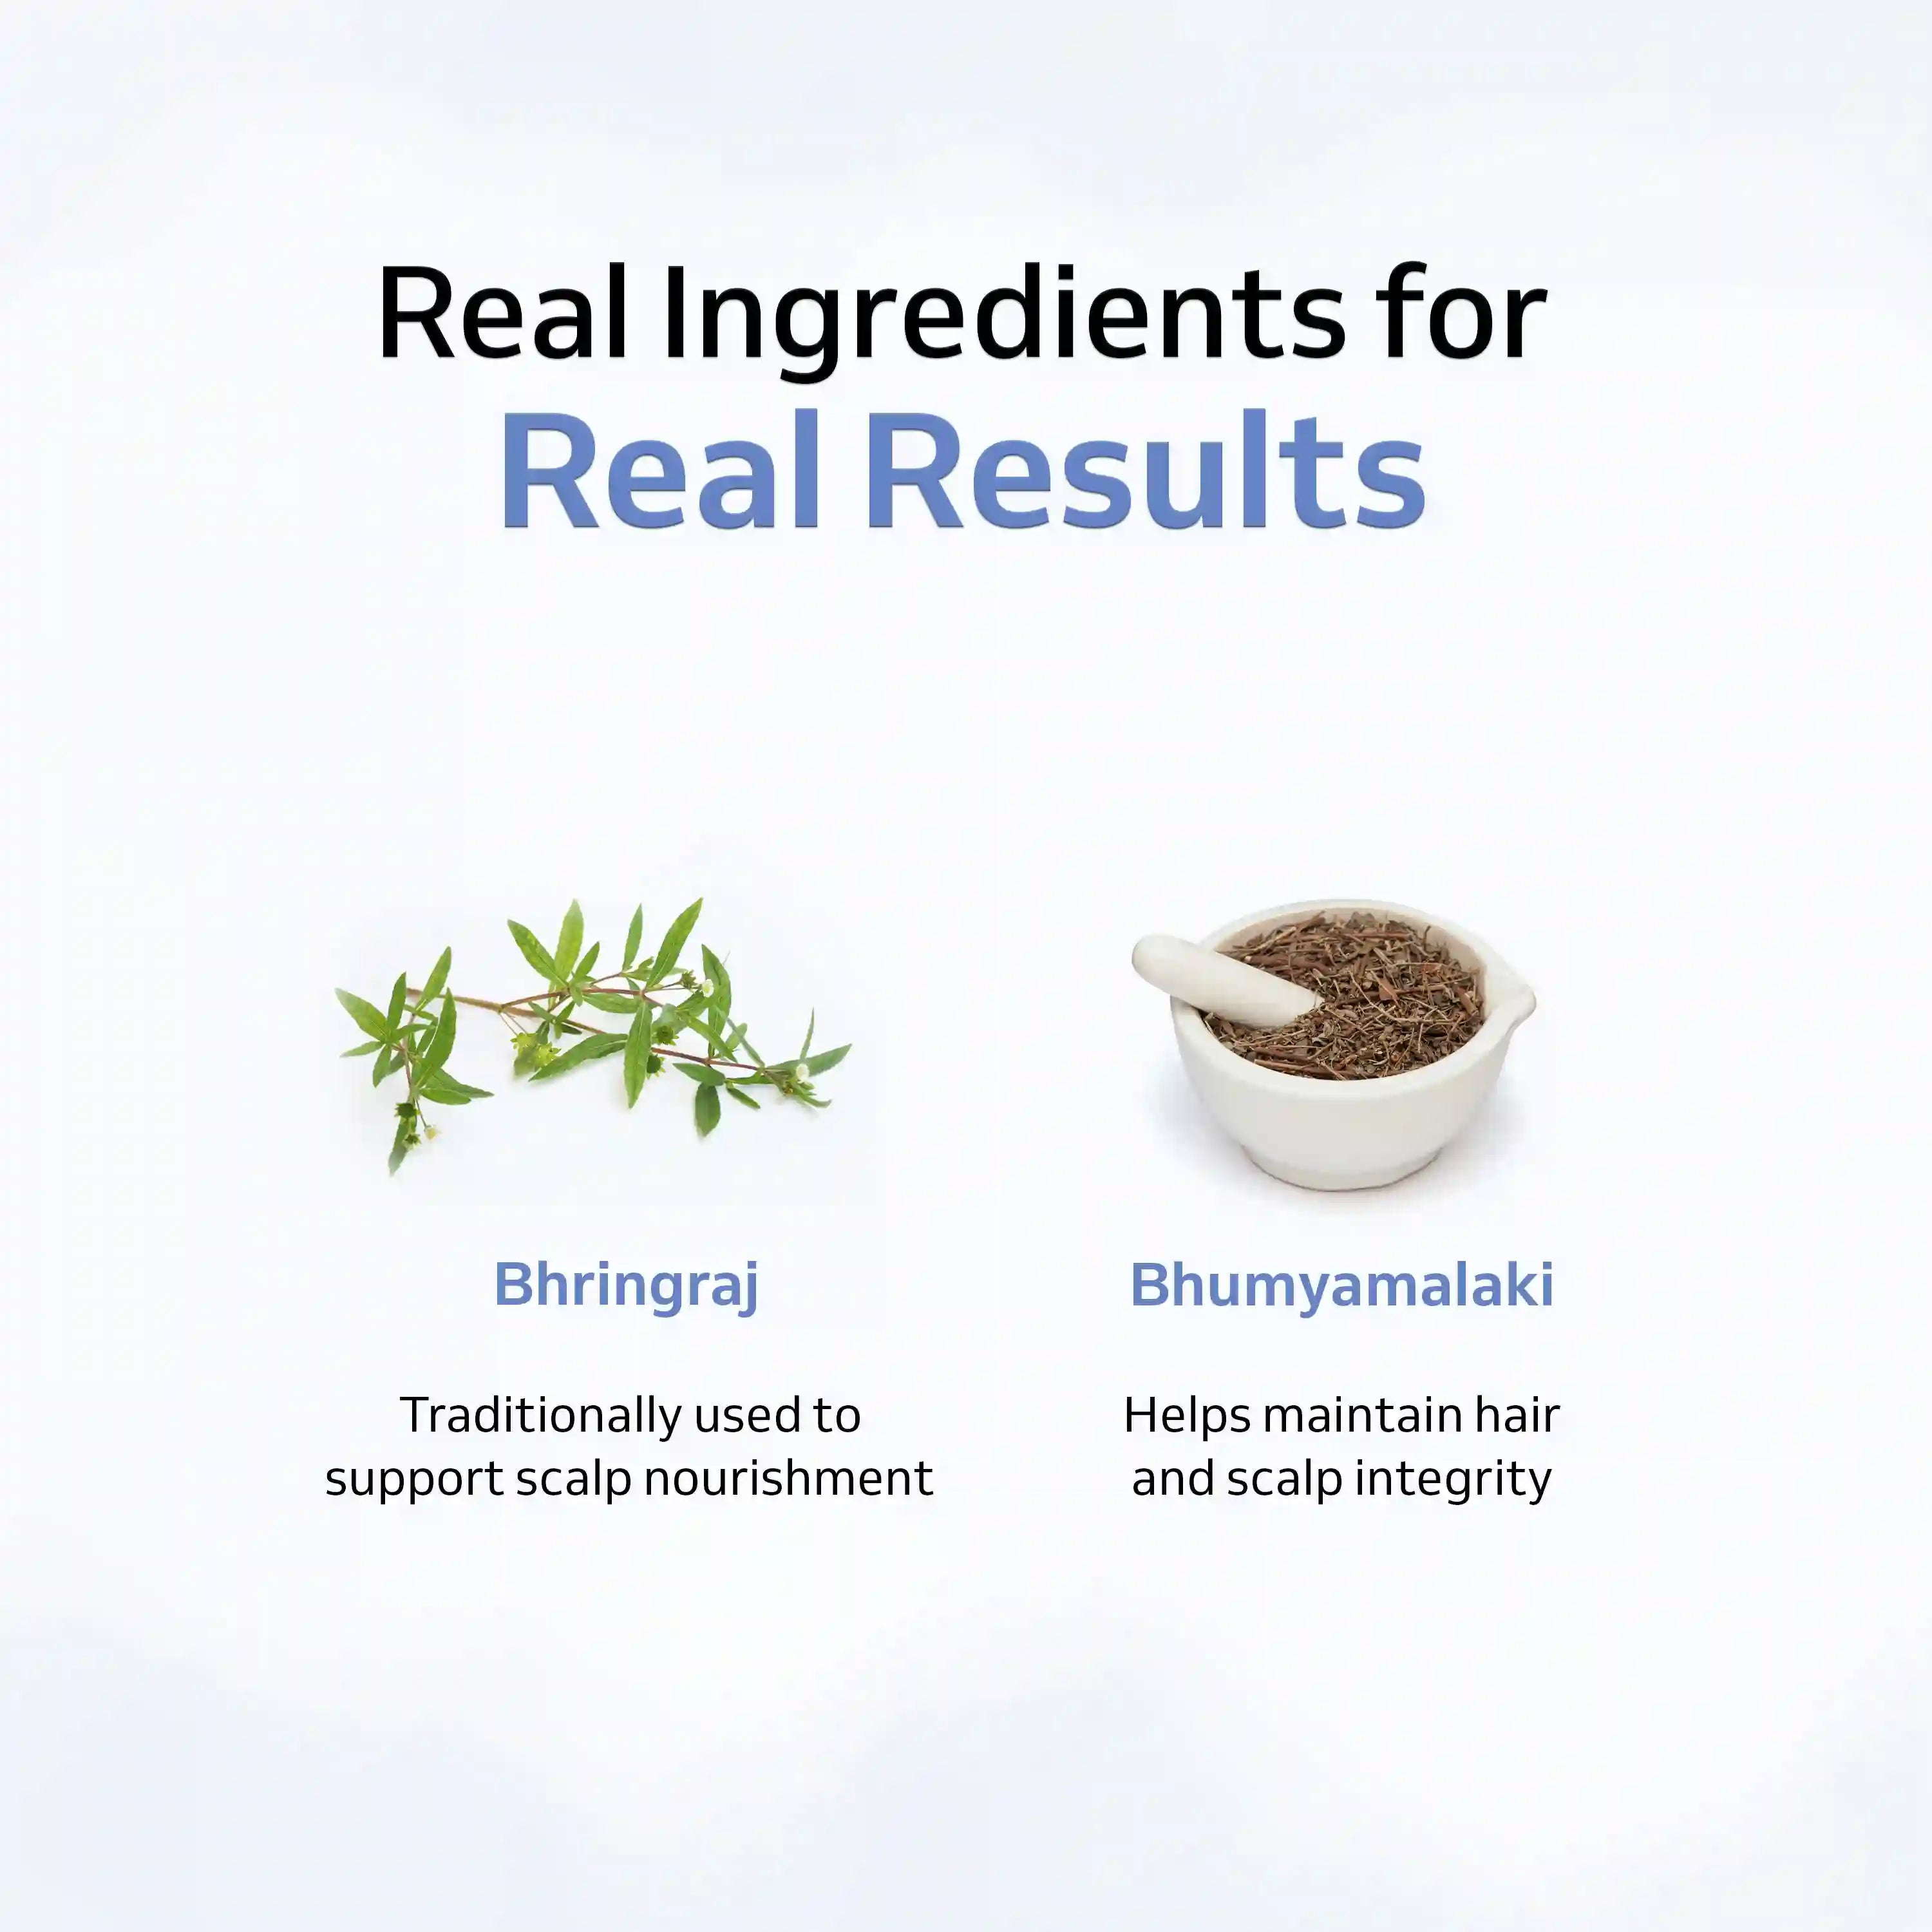 Real Ingredients for
Real Results
Bhringraj
Traditionally used to
support scalp nourishment
Bhumyamalaki
Helps maintain hair
and scalp integrity